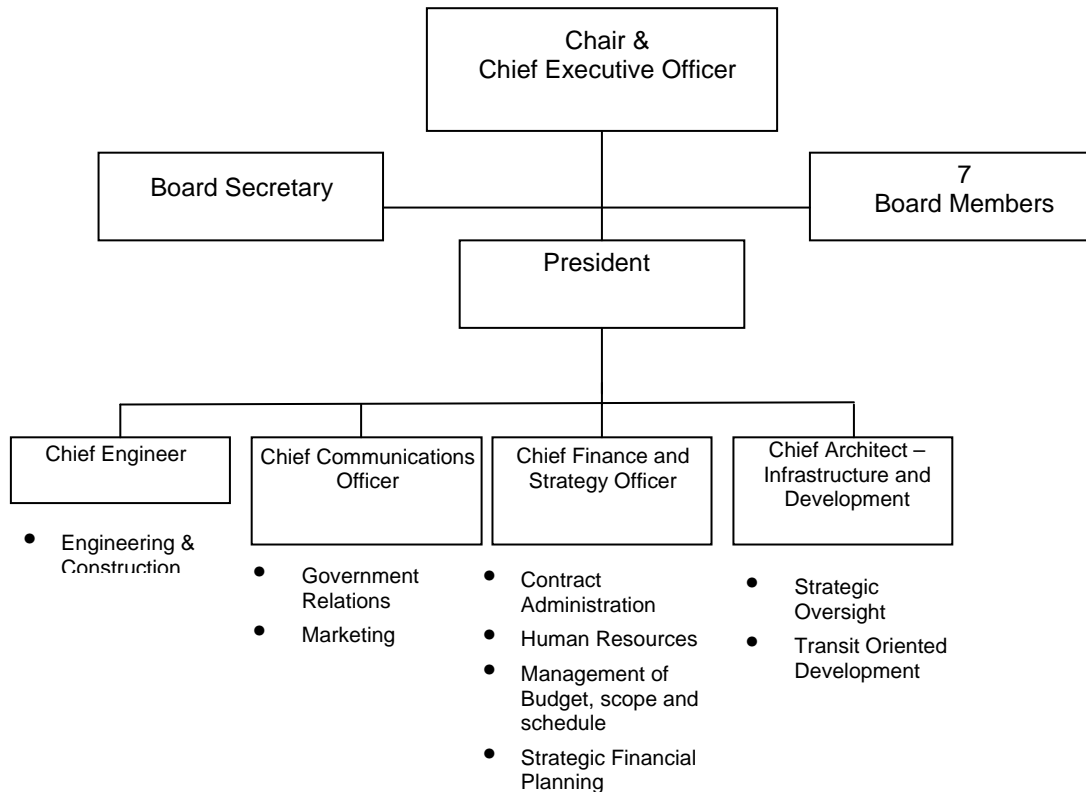 Chair &
Chief Executive Officer
Board Secretary
7
Board Members
President
Chief Engineer
Chief Communications
Officer
Chief Finance and
Strategy Officer
Chief Architect –
Infrastructure and
Development
• Engineering &
Construction
• Government
Relations
• Marketing
• Contract
Administration
• Human Resources
• Management of
Budget, scope and
schedule
• Strategic Financial
Planning
• Strategic
Oversight
• Transit Oriented
Development